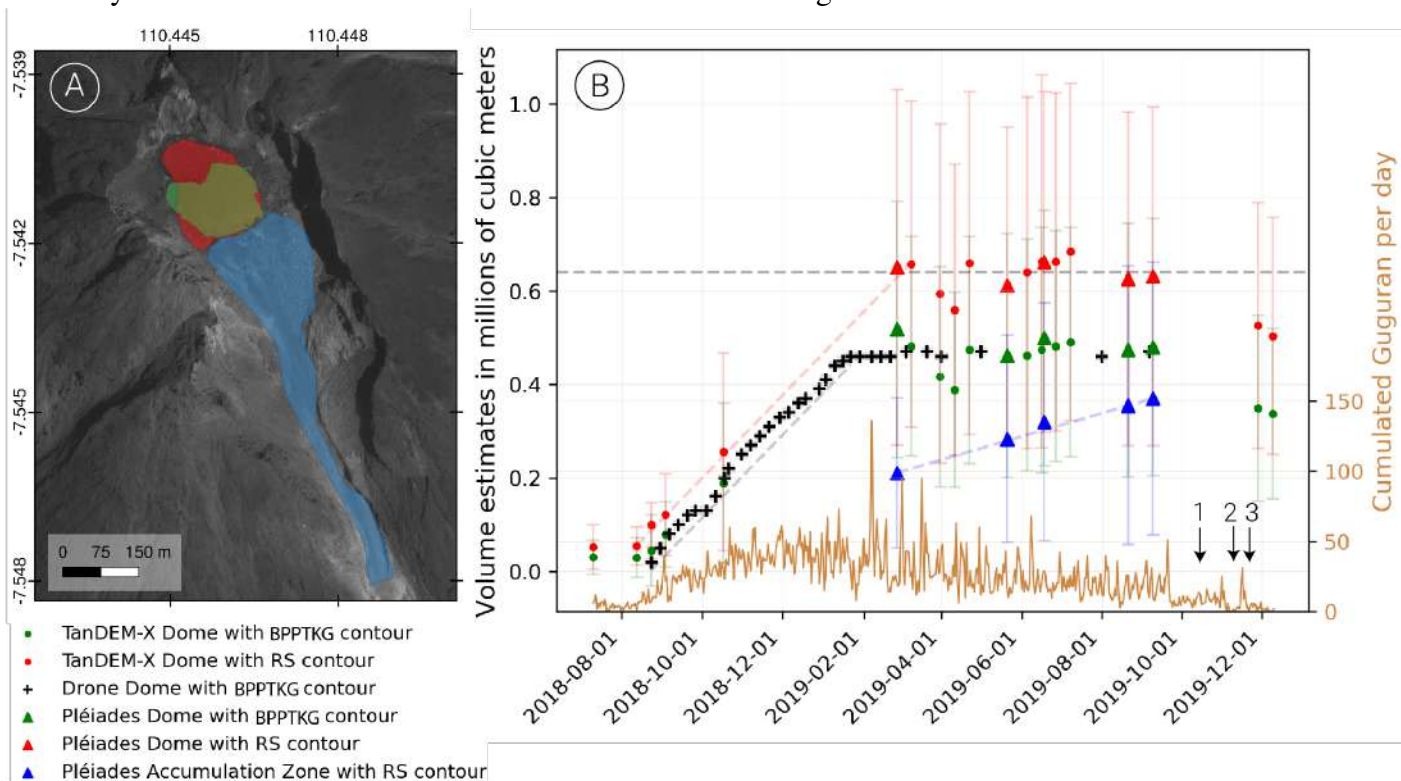 110.445 110.448
-7.539
-7.542
-7.545
-7.548
A
0 75 150 m
TanDEM-X Dome with BPPTKG contour
TanDEM-X Dome with RS contour
Drone Dome with BPPTKG contour
Pléiades Dome with BPPTKG contour
Pléiades Dome with RS contour
Pléiades Accumulation Zone with RS contour
B
Volume estimates in millions of cubic meters
1.0
0.8
0.6
0.4
0.2
0.0
1 2 3
150
100
50
0
Cumulated Guguran per day
2018-08-01
2018-10-01
2018-12-01
2019-02-01
2019-04-01
2019-06-01
2019-08-01
2019-10-01
2019-12-01